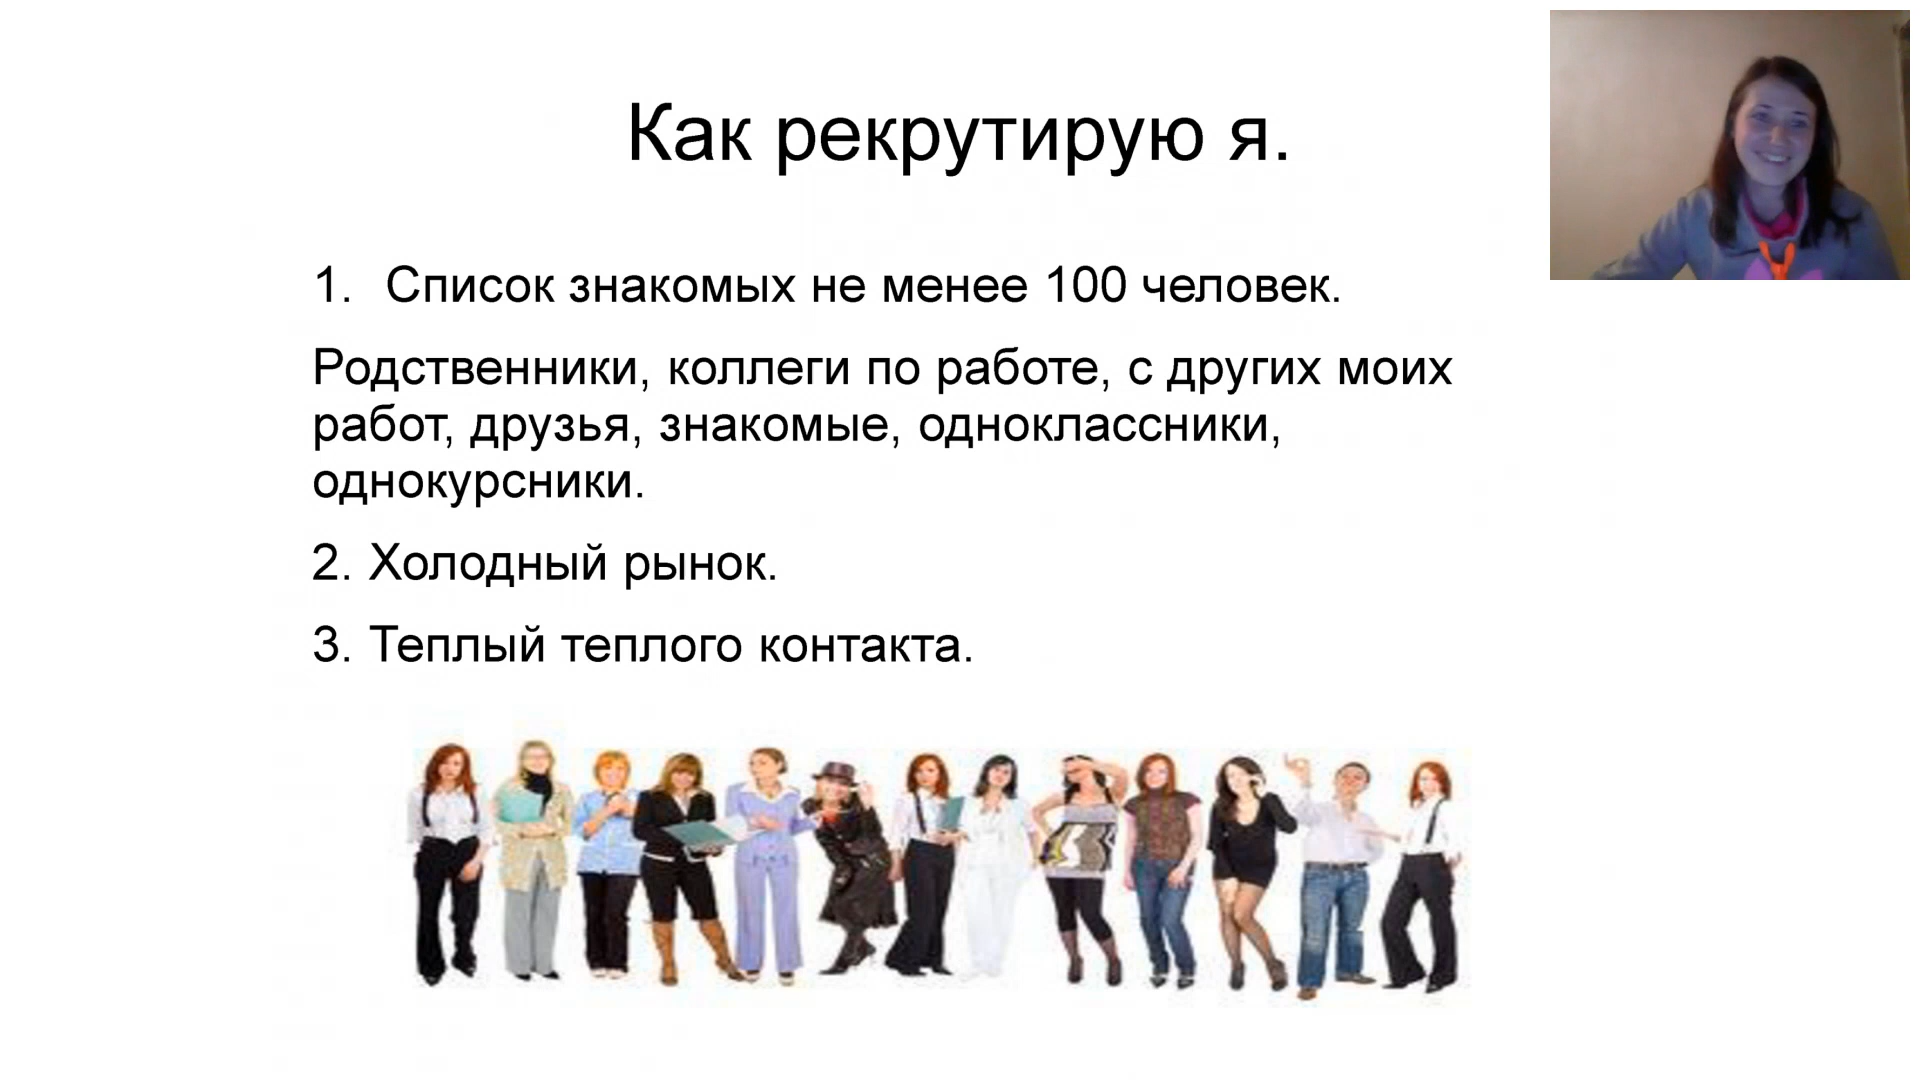 Как рекрутирую я.
1. Список знакомых не менее 100 человек.
Родственники, коллеги по работе, с других моих
работ, друзья, знакомые, одноклассники,
однокурсники.
2. Холодный рынок.
3. Теплый теплого контакта.